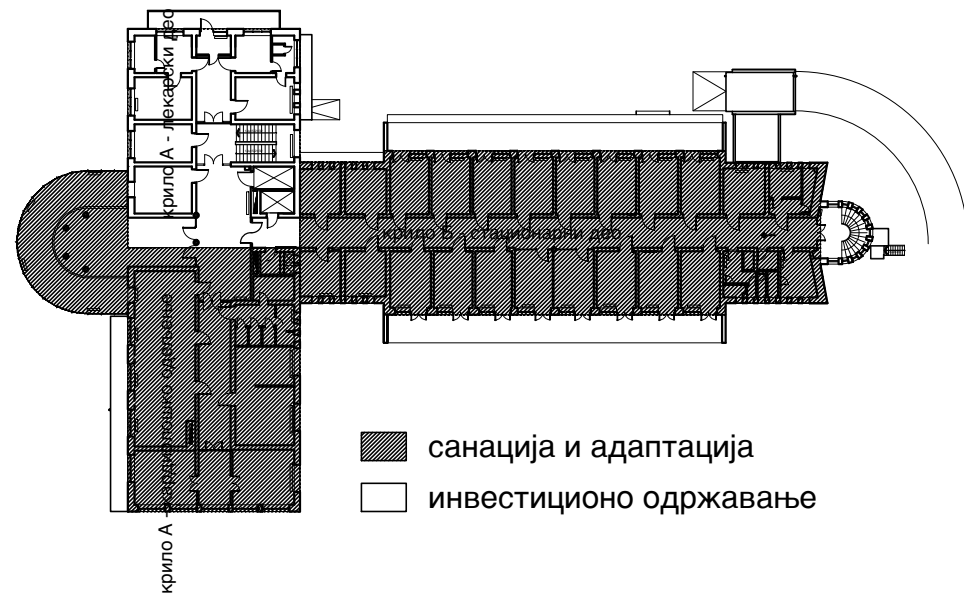 крило А - лекарски део
крило Б - стационарни део
крило А - кардиолошко одељење
санација и адаптација
инвестиционо одржавање